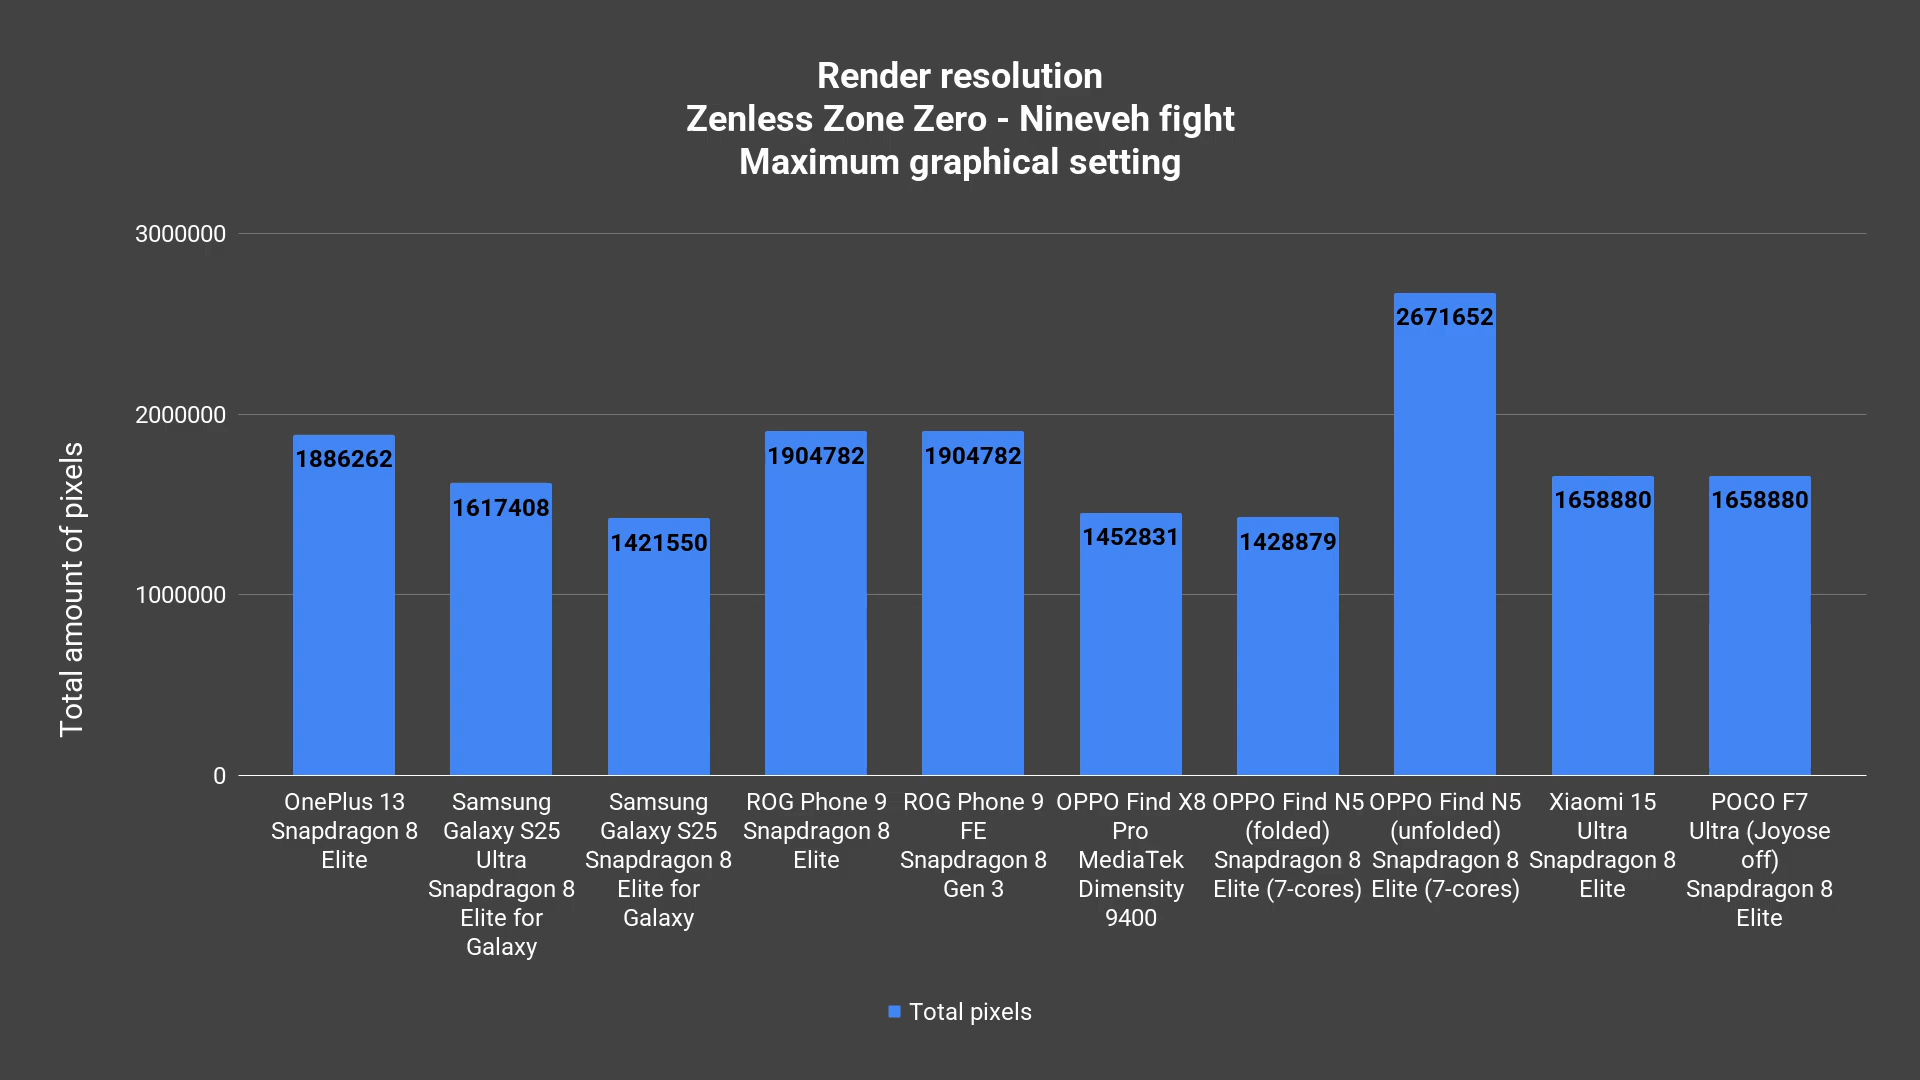 Render resolution
Zenless Zone Zero - Nineveh fight
Maximum graphical setting
Total amount of pixels
3000000
2000000
1000000
0
1886262
1617408
1421550
1904782
1904782
1452831
1428879
2671652
1658880
1658880
OnePlus 13
Snapdragon 8
Elite
Samsung
Galaxy S25
Ultra
Snapdragon 8
Elite for
Galaxy
Samsung
Galaxy S25
Snapdragon 8
Elite for
Galaxy
ROG Phone 9
Snapdragon 8
Elite
ROG Phone 9
FE
Snapdragon 8
Gen 3
OPPO Find X8
Pro
MediaTek
Dimensity
9400
OPPO Find N5
(folded)
Snapdragon 8
Elite (7-cores)
OPPO Find N5
(unfolded)
Snapdragon 8
Elite (7-cores)
Xiaomi 15
Ultra
Snapdragon 8
Elite
POCO F7
Ultra (Joyose
off)
Snapdragon 8
Elite
Total pixels